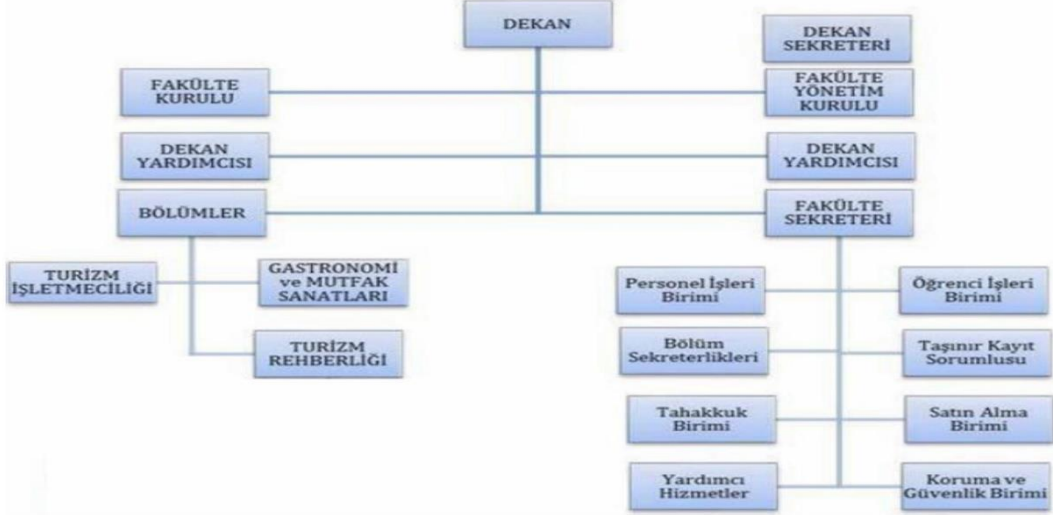 DEKAN
DEKAN
SEKRETERİ
FAKÜLTE
KURULU
FAKÜLTE
YÖNETİM
KURULU
DEKAN
YARDIMCISI
DEKAN
YARDIMCISI
BÖLÜMLER
FAKÜLTE
SEKRETERİ
TURİZM
İŞLETMECİLİĞİ
GASTRONOMİ
ve MUTFAK
SANATLARI
TURİZM
REHBERLİĞİ
Personel İşleri
Birimi
Öğrenci İşleri
Birimi
Bölüm
Sekreterlikleri
Taşınır Kayıt
Sorumlusu
Tahakkuk
Birimi
Satın Alma
Birimi
Yardımcı
Hizmetler
Koruma ve
Güvenlik Birimi